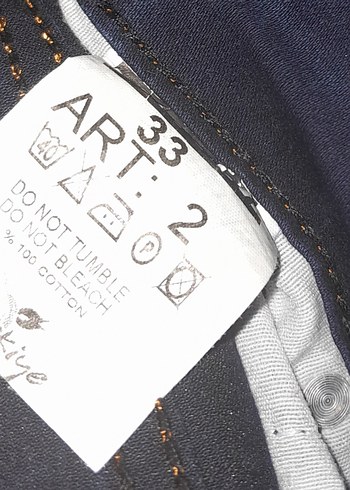 33
ART: 2
40 P
DO NOT TUMBLE
DO NOT BLEACH
% 100 COTTON